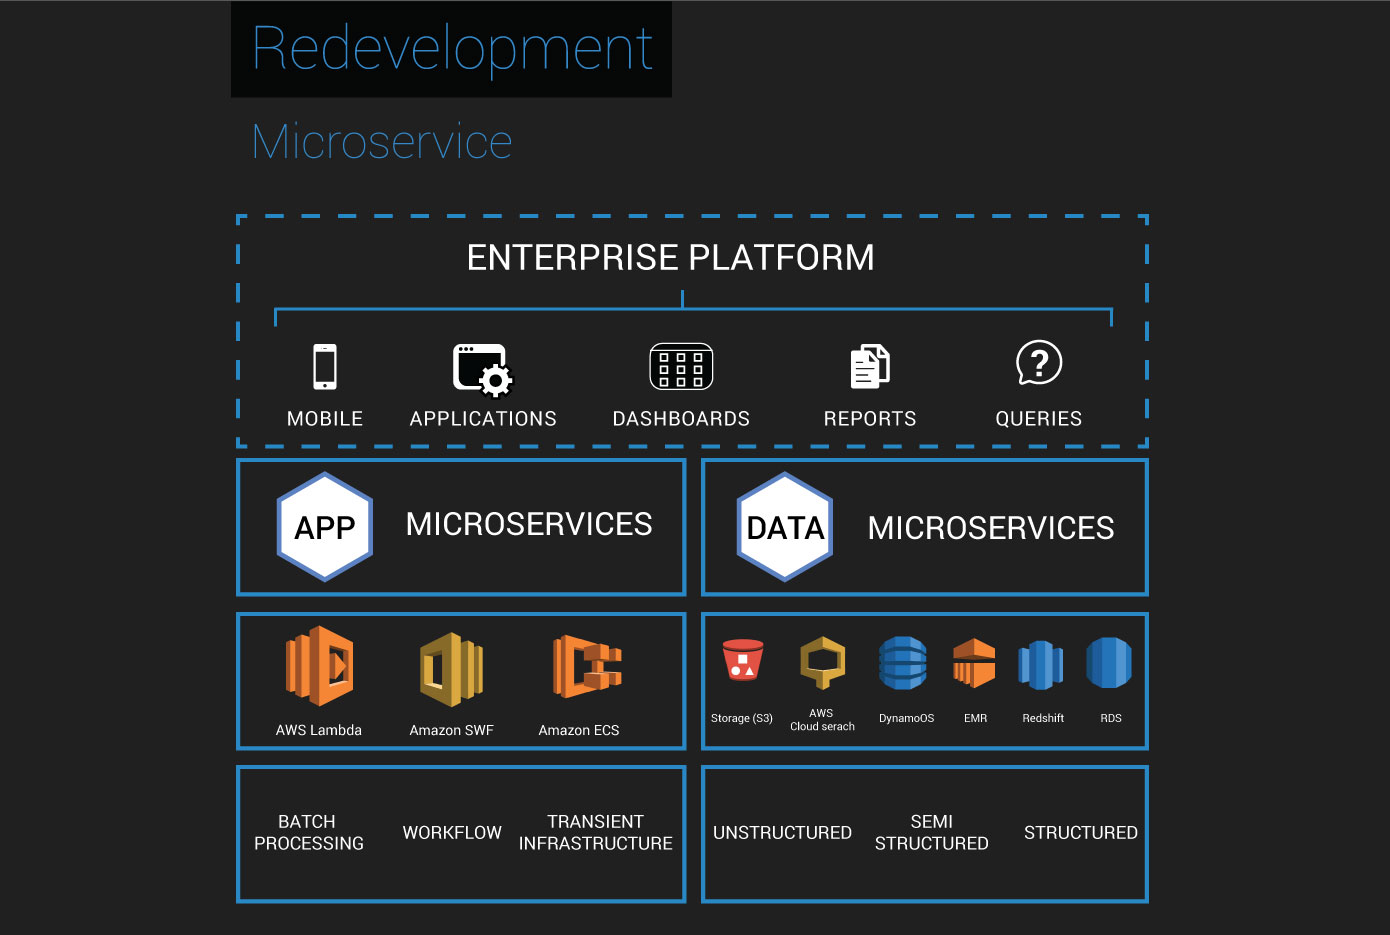 Redevelopment
Microservice
ENTERPRISE PLATFORM
MOBILE
APPLICATIONS
DASHBOARDS
REPORTS
QUERIES
APP
MICROSERVICES
DATA
MICROSERVICES
AWS Lambda
Amazon SWF
Amazon ECS
Storage (S3)
AWS
Cloud serach
DynamoOS
EMR
Redshift
RDS
BATCH
PROCESSING
WORKFLOW
TRANSIENT
INFRASTRUCTURE
UNSTRUCTURED
SEMI
STRUCTURED
STRUCTURED